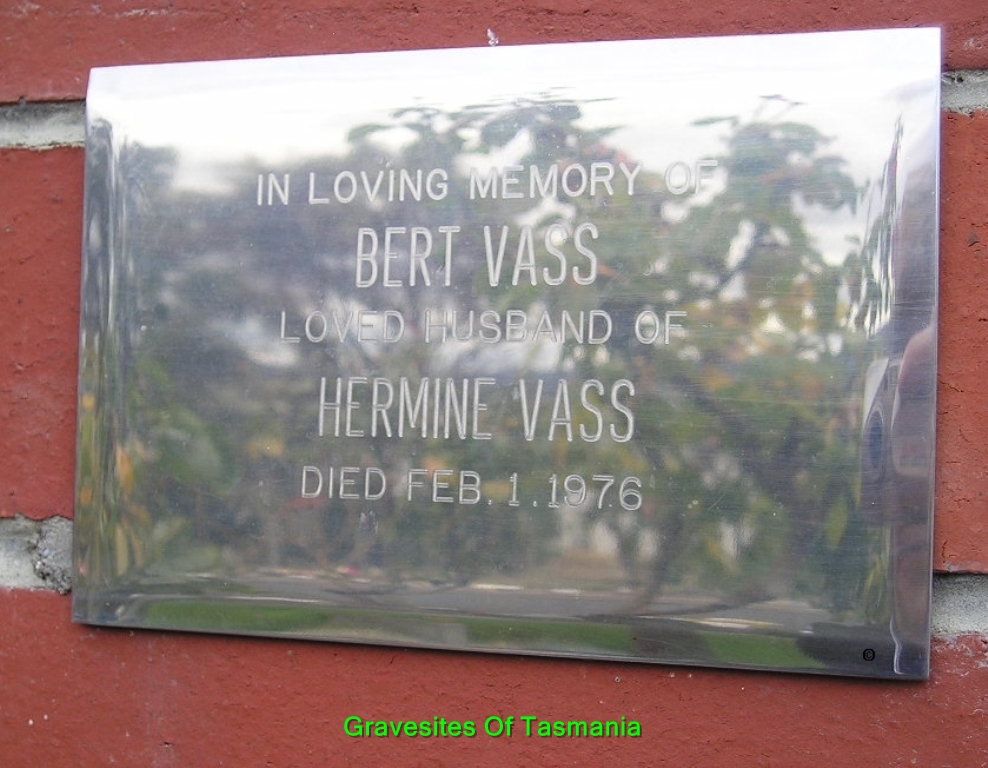 IN LOVING MEMORY OF
BERT VASS
LOVED HUSBAND OF
HERMINE VASS
DIED FEB. 1. 1976
©
Gravesites Of Tasmania